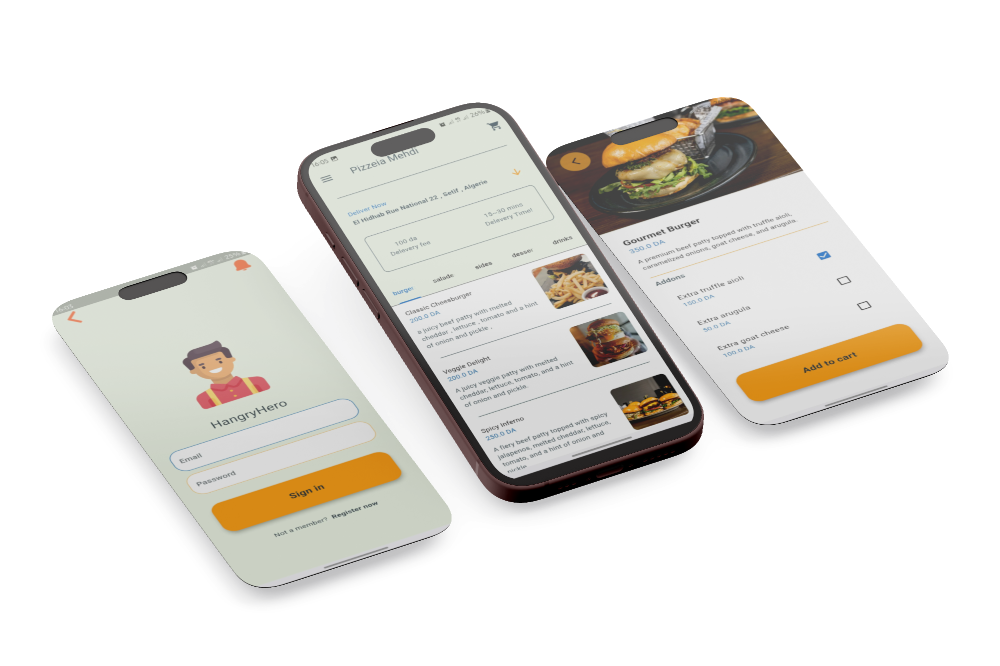 HangryHero
Email
Password
Sign in
Not a member? Register now
16:05
26%
Pizzeia Mehdi
Deliver Now
El Hidhab Rue National 22 , Setif , Algerie
100 da
Delevery fee
15-30 mins
Delevery Time!
burger
salade
sides
desser
drinks
Classic Cheesburger
200.0 DA
a juicy beef patty with melted
cheddar , lettuce , tomato and a hint
of onion and pickle .
Veggie Delight
200.0 DA
A juicy veggie patty with melted
cheddar, lettuce, tomato, and a hint
of onion and pickle.
Spicy Inferno
250.0 DA
A fiery beef patty topped with spicy
jalapenos, melted cheddar, lettuce,
tomato, and a hint of onion and
pickle
Gourmet Burger
350.0 DA
A premium beef patty topped with truffle aioli,
caramelized onions, goat cheese, and arugula
Addons
Extra truffle aioli
100.0 DA
Extra arugula
50.0 DA
Extra goat cheese
100.0 DA
Add to cart